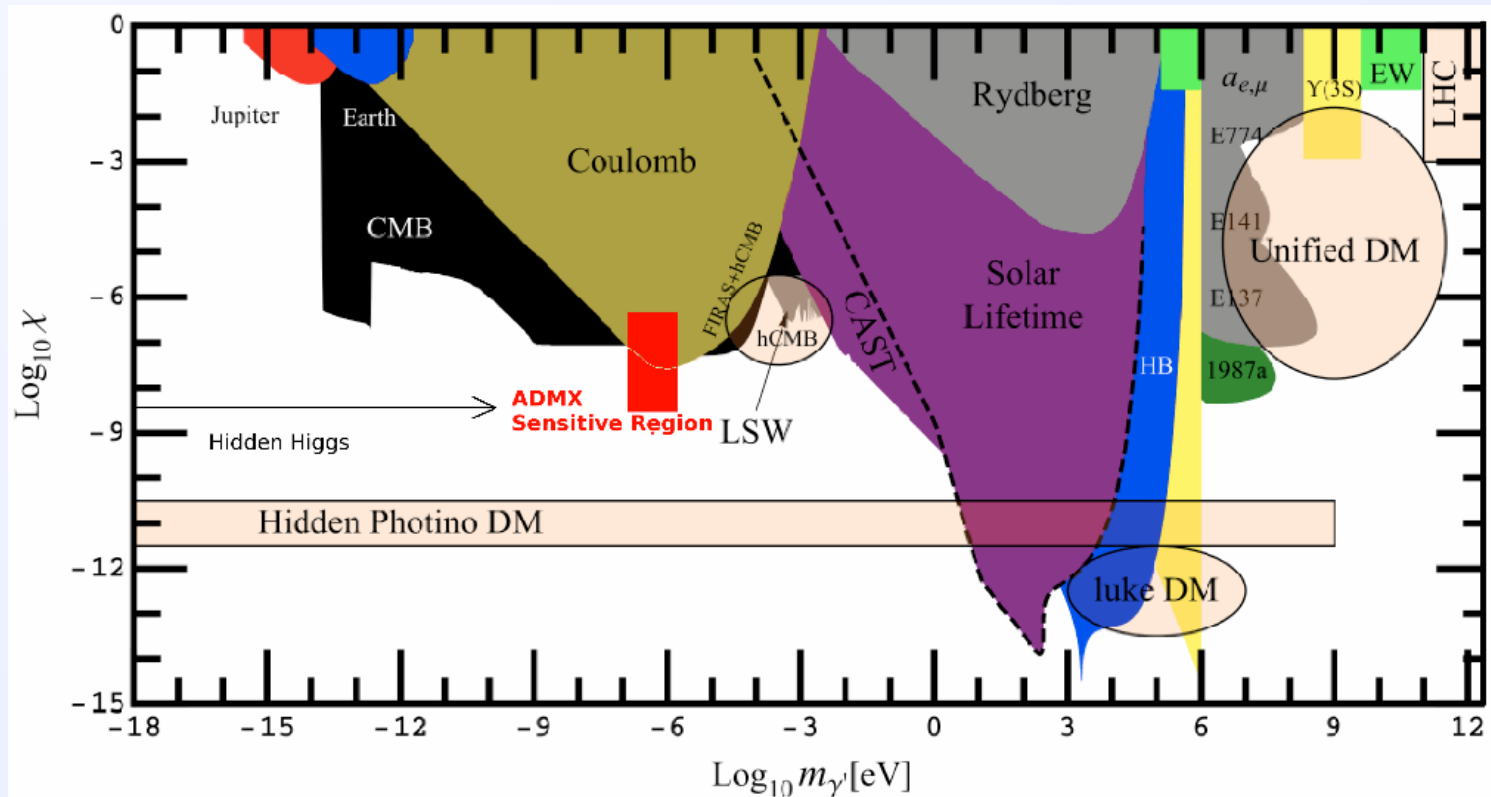 0
-3
-6
-9
-12
-15
Log₁₀ χ
Jupiter
Earth
CMB
Coulomb
Rydberg
Solar
Lifetime
CAST
FIRAS+hCMB
hCMB
LSW
ADMX
Sensitive Region
Hidden Higgs
Hidden Photino DM
luke DM
HB
1987a
a e,μ
E774
E141
E137
Υ(3S)
EW
LHC
Unified DM
-18 -15 -12 -9 -6 -3 0 3 6 9 12
Log₁₀ mγ'[eV]